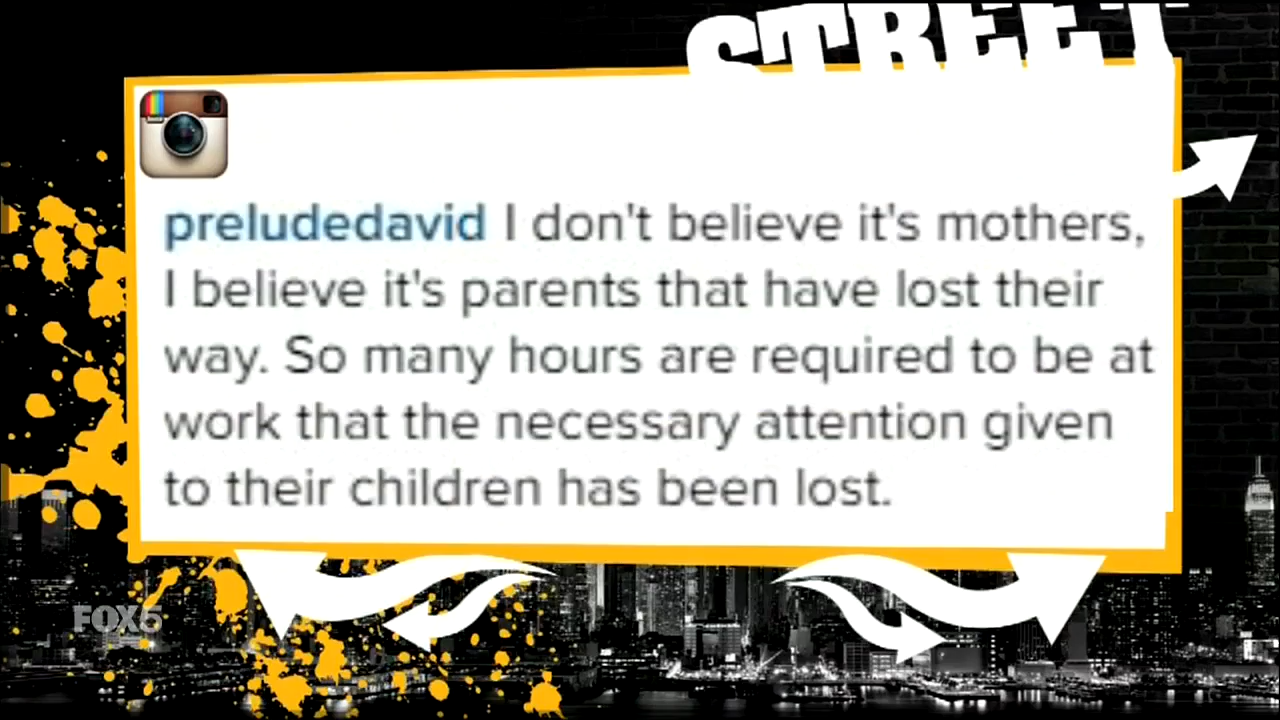 STREET
preludedavid I don't believe it's mothers,
I believe it's parents that have lost their
way. So many hours are required to be at
work that the necessary attention given
to their children has been lost.
FOX5